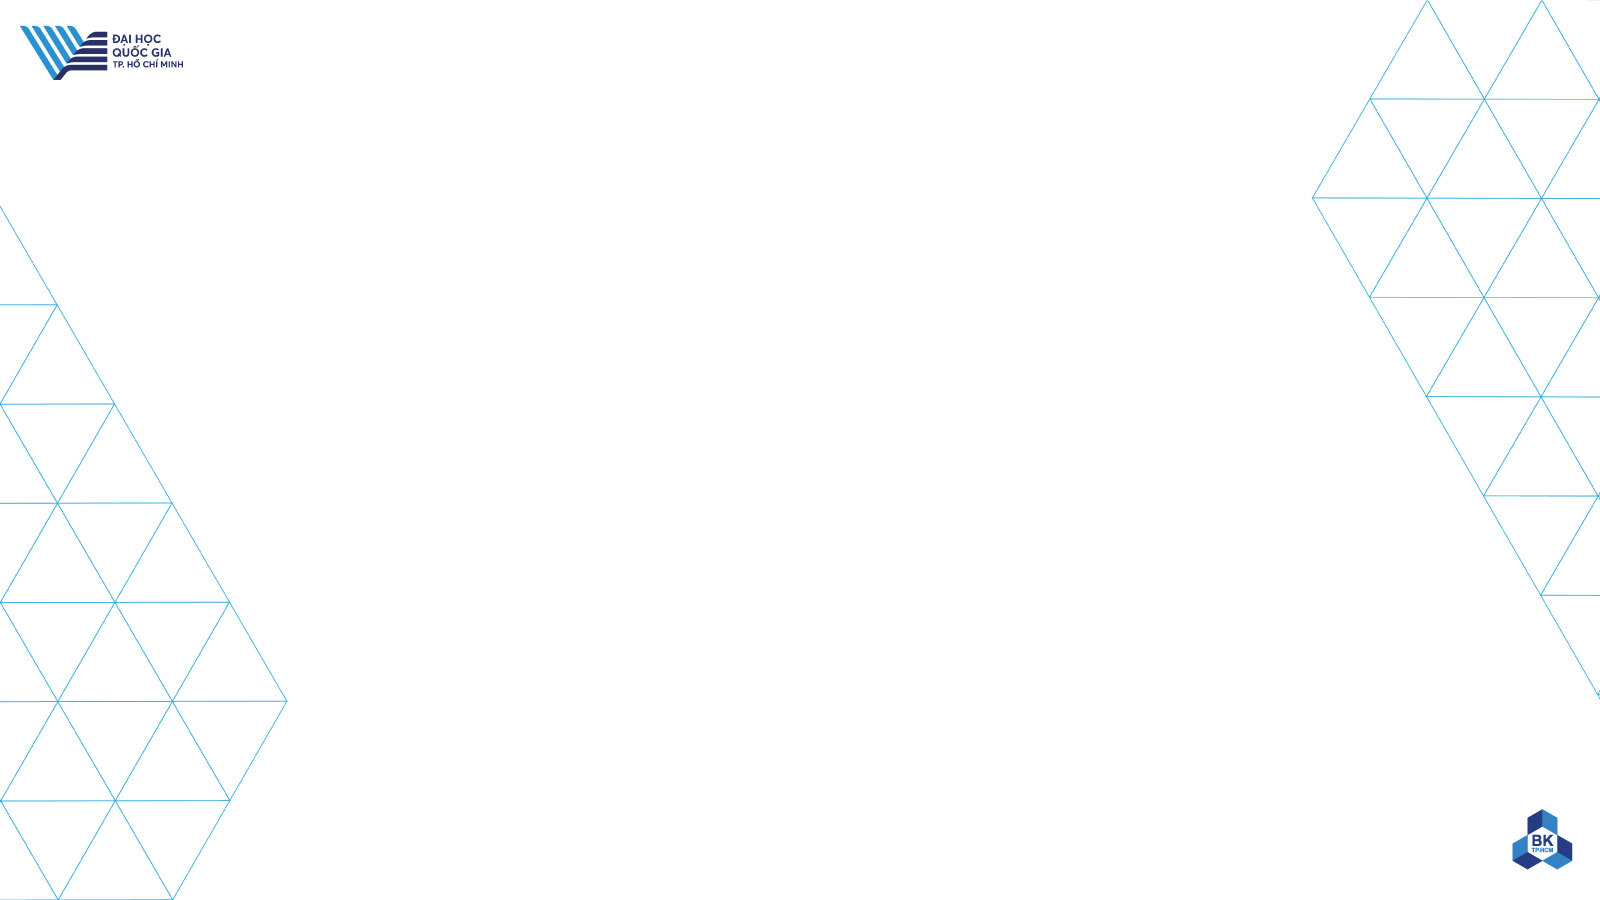 ĐẠI HỌC
QUỐC GIA
TP. HỒ CHÍ MINH
BK
TP.HCM